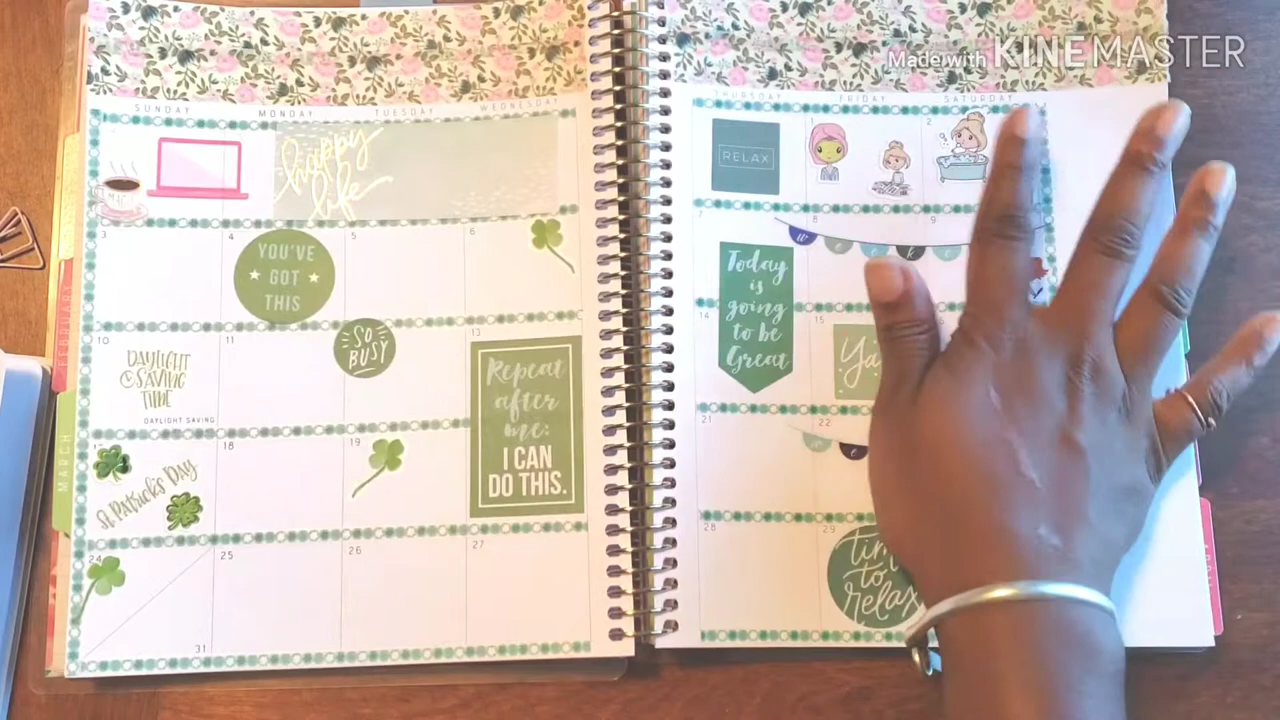 Made with KINEMASTER
SUNDAY MONDAY TUESDAY WEDNESDAY
THURSDAY FRIDAY SATURDAY
happy
life
RELAX
1
2
3
4
5
6
7
8
9
YOU'VE
GOT
THIS
SO
BUSY
Today
is
going
to be
Great
10
11
13
14
15
DAYLIGHT
SAVING
TIME
DAYLIGHT SAVING
Repeat
after
me:
I CAN
DO THIS.
St Patrick's Day
18
19
21
22
24
25
26
27
28
29
31
time
to
relax
FEBRUARY
MARCH